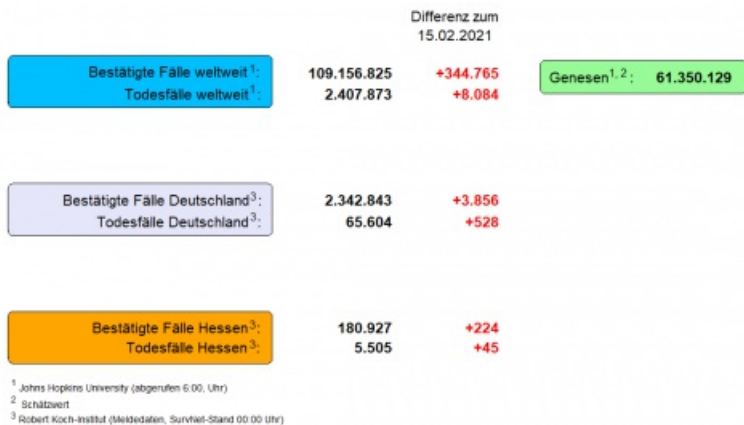 Differenz zum
15.02.2021
Bestätigte Fälle weltweit¹: 109.156.825 +344.765 Genesen¹, ²: 61.350.129
Todesfälle weltweit¹: 2.407.873 +8.084
Bestätigte Fälle Deutschland³: 2.342.843 +3.856
Todesfälle Deutschland³: 65.604 +528
Bestätigte Fälle Hessen³: 180.927 +224
Todesfälle Hessen³: 5.505 +45
¹ Johns Hopkins University (abgerufen 6:00, Uhr)
² Schätzwert
³ Robert Koch-Institut (Meldedaten, SurvNet-Stand 00:00 Uhr)